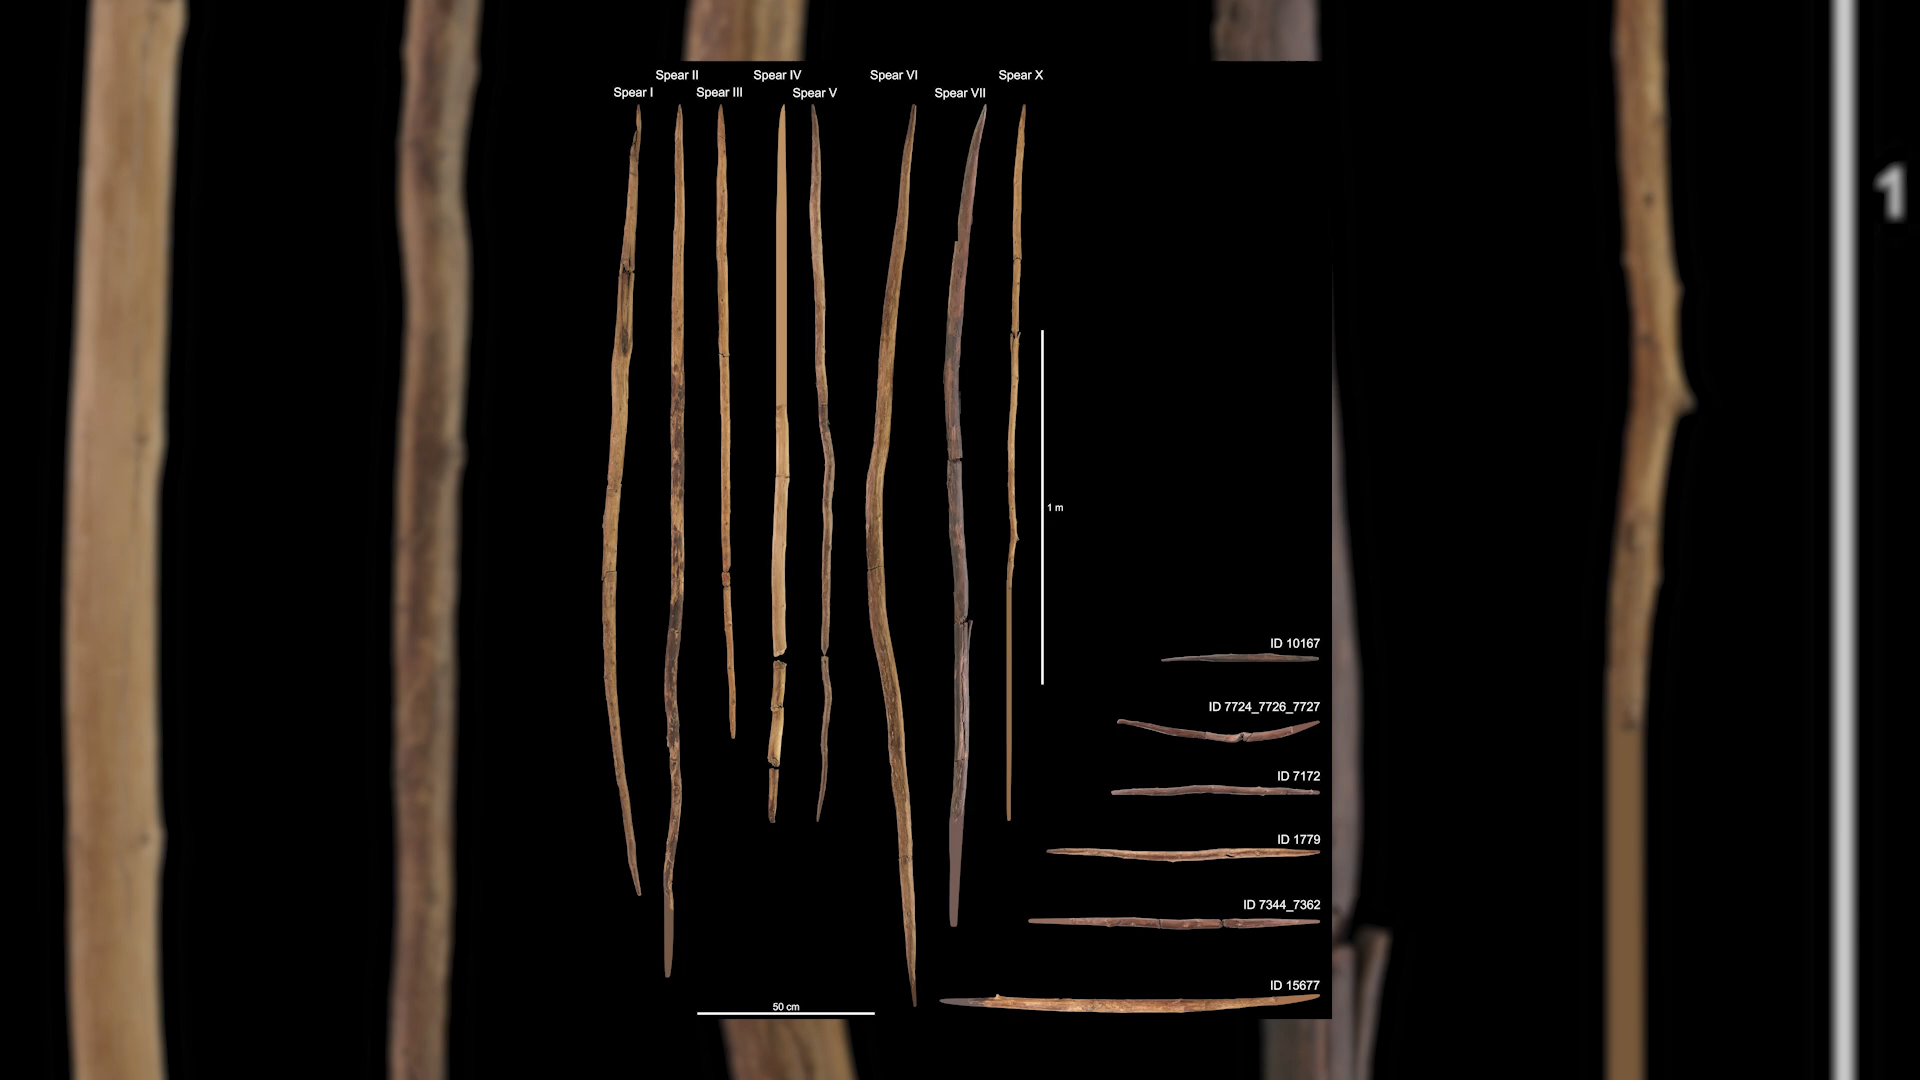 Spear II
Spear IV
Spear VI
Spear X
Spear I
Spear III
Spear V
Spear VII
1
1 m
ID 10167
ID 7724_7726_7727
ID 7172
ID 1779
ID 7344_7362
ID 15677
50 cm